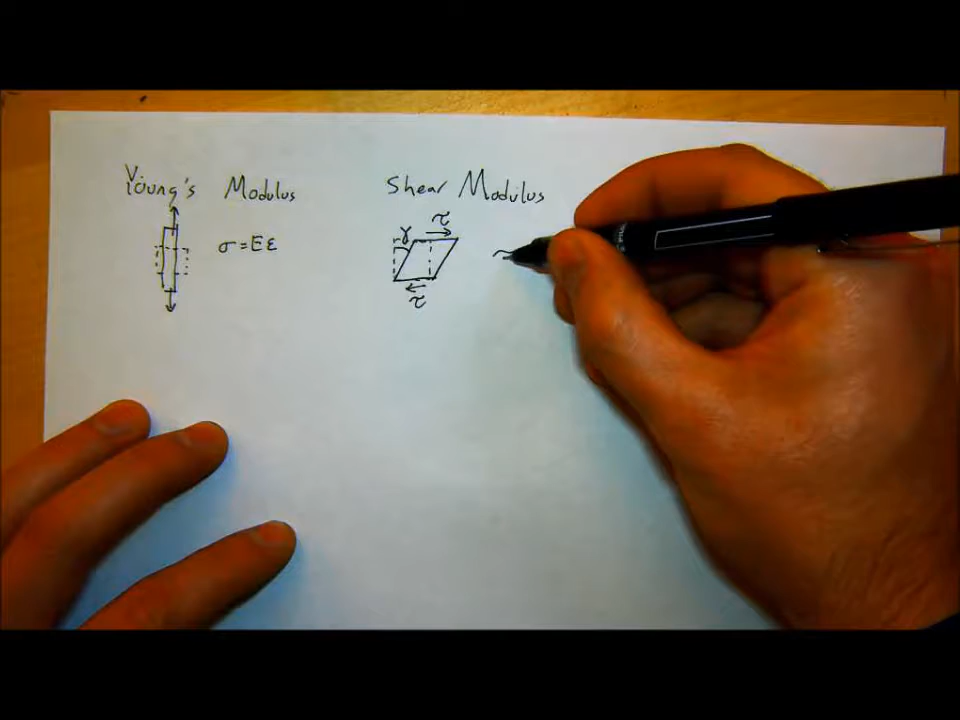 Young's Modulus
σ=Eε
Shear Modulus
τ
γ
τ